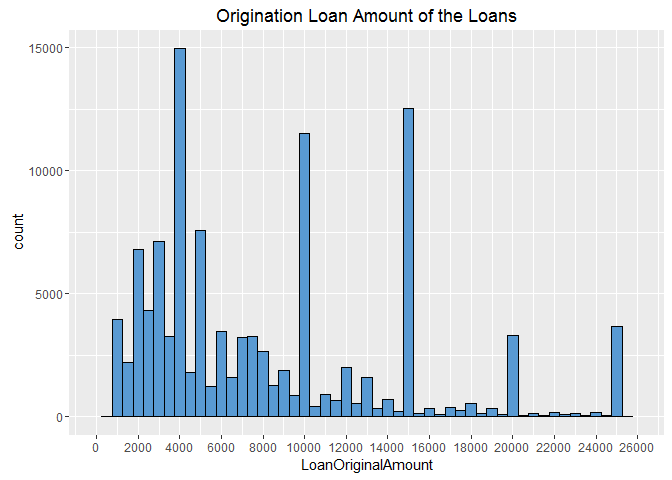 Origination Loan Amount of the Loans
15000
10000
5000
0
count
0 2000 4000 6000 8000 10000 12000 14000 16000 18000 20000 22000 24000 26000
LoanOriginalAmount